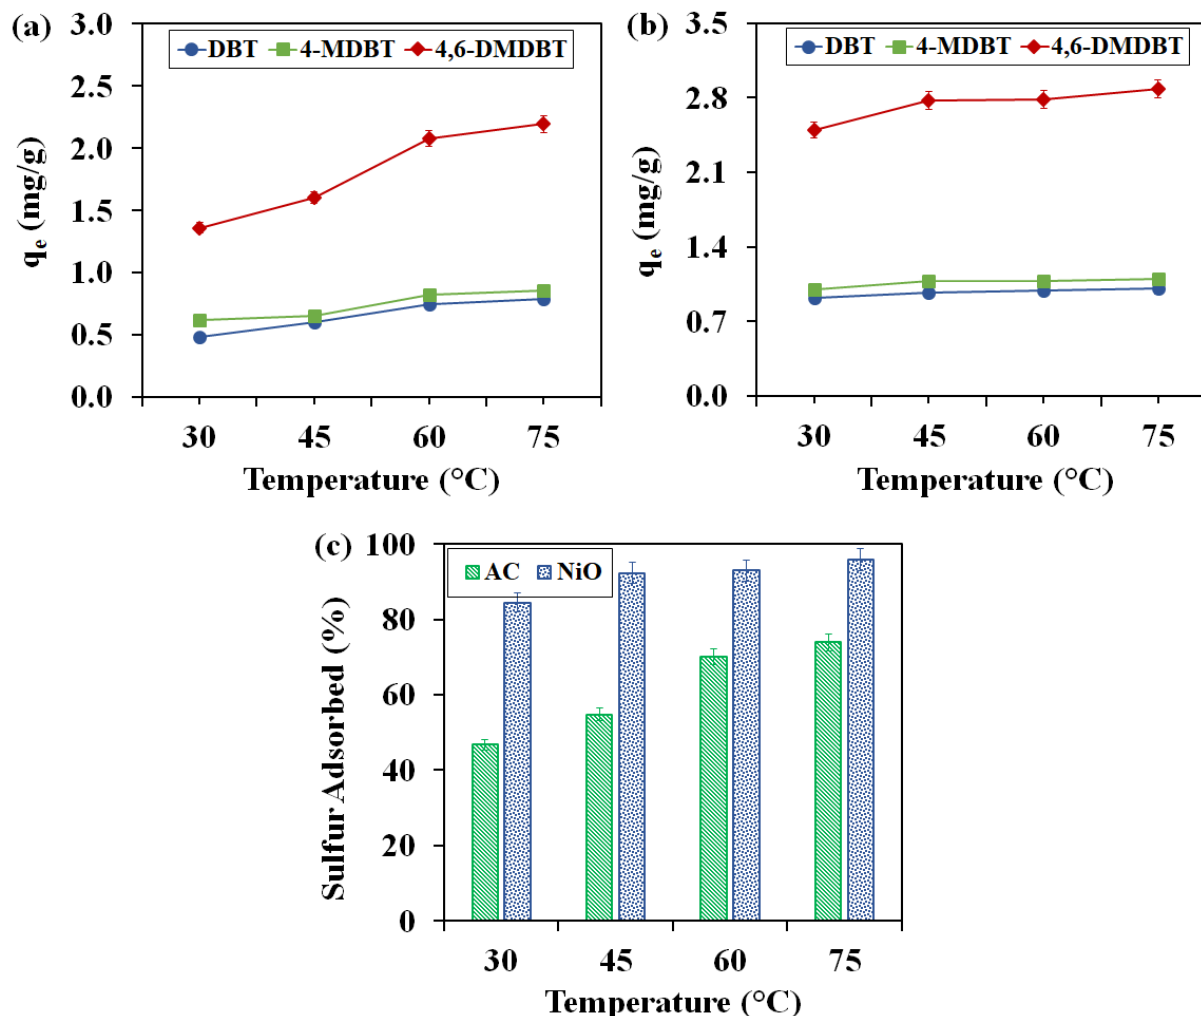 (a)
DBT 4-MDBT 4,6-DMDBT
3.0
2.5
2.0
1.5
1.0
0.5
0.0
qe (mg/g)
30 45 60 75
Temperature (°C)
(b)
DBT 4-MDBT 4,6-DMDBT
3.5
2.8
2.1
1.4
0.7
0.0
qe (mg/g)
30 45 60 75
Temperature (°C)
(c)
AC NiO
100
80
60
40
20
0
Sulfur Adsorbed (%)
30 45 60 75
Temperature (°C)